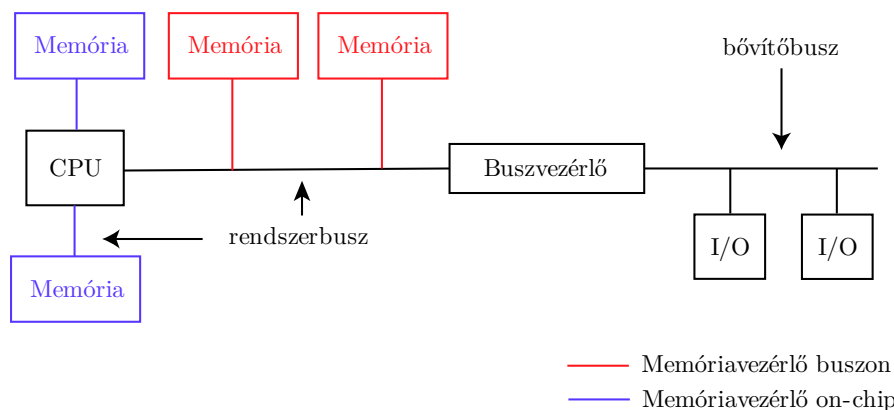 Memória
Memória
Memória
bővítőbusz
CPU
Buszvezérlő
rendszerbusz
I/O
I/O
Memória
Memóriavezérlő buszon
Memóriavezérlő on-chip